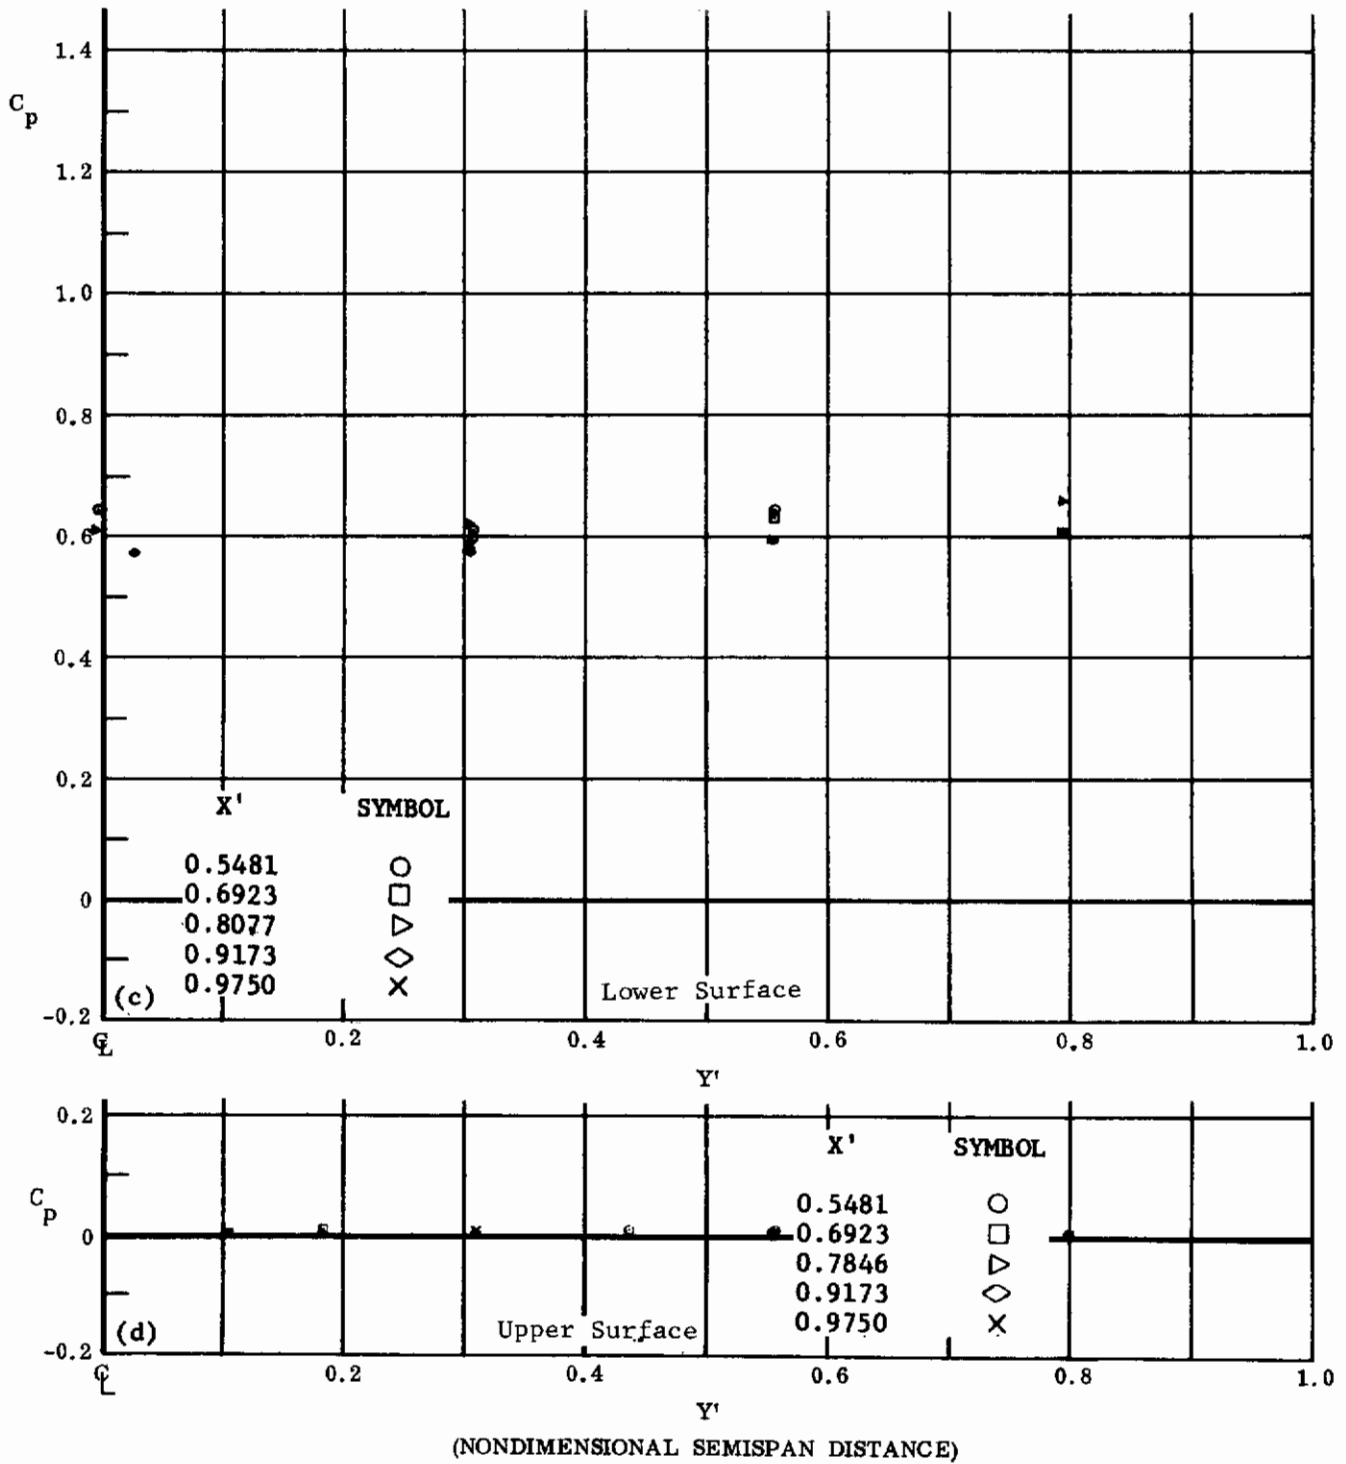 1.4
C p
1.2
1.0
0.8
0.6
0.4
0.2
X' SYMBOL
0.5481 ○
0 0.6923 □
0.8077 ▷
0.9173 ◇
(c) 0.9750 ×
Lower Surface
-0.2
℄ 0.2 0.4 0.6 0.8 1.0
Y'
0.2
X' SYMBOL
C p
0.5481 ○
0 0.6923 □
0.7846 ▷
0.9173 ◇
(d) Upper Surface 0.9750 ×
-0.2
℄ 0.2 0.4 0.6 0.8 1.0
Y'
(NONDIMENSIONAL SEMISPAN DISTANCE)